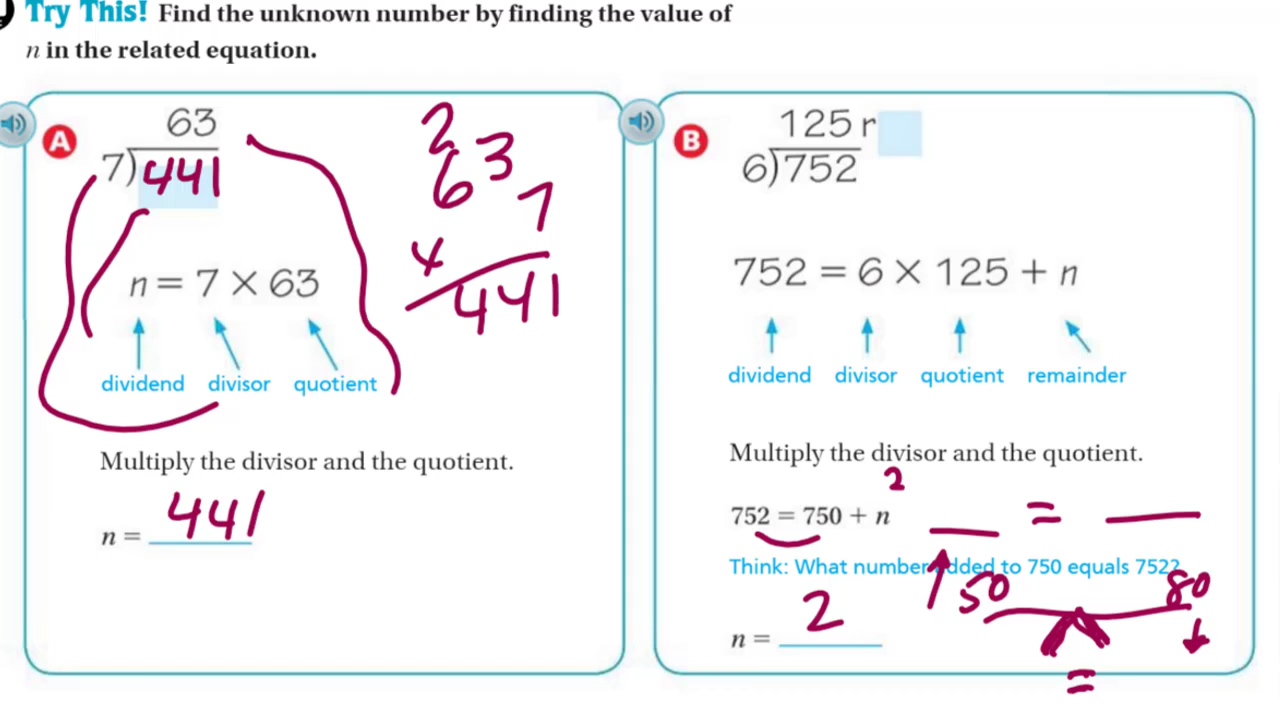 Try This! Find the unknown number by finding the value of
n in the related equation.
A
63
7)441
2
63
7
×
441
n = 7 × 63
dividend divisor quotient
Multiply the divisor and the quotient.
n = 441
B
125 r
6)752
752 = 6 × 125 + n
dividend divisor quotient remainder
Multiply the divisor and the quotient.
2
752 = 750 + n = 
Think: What number added to 750 equals 752?
50 80
n = 2
=